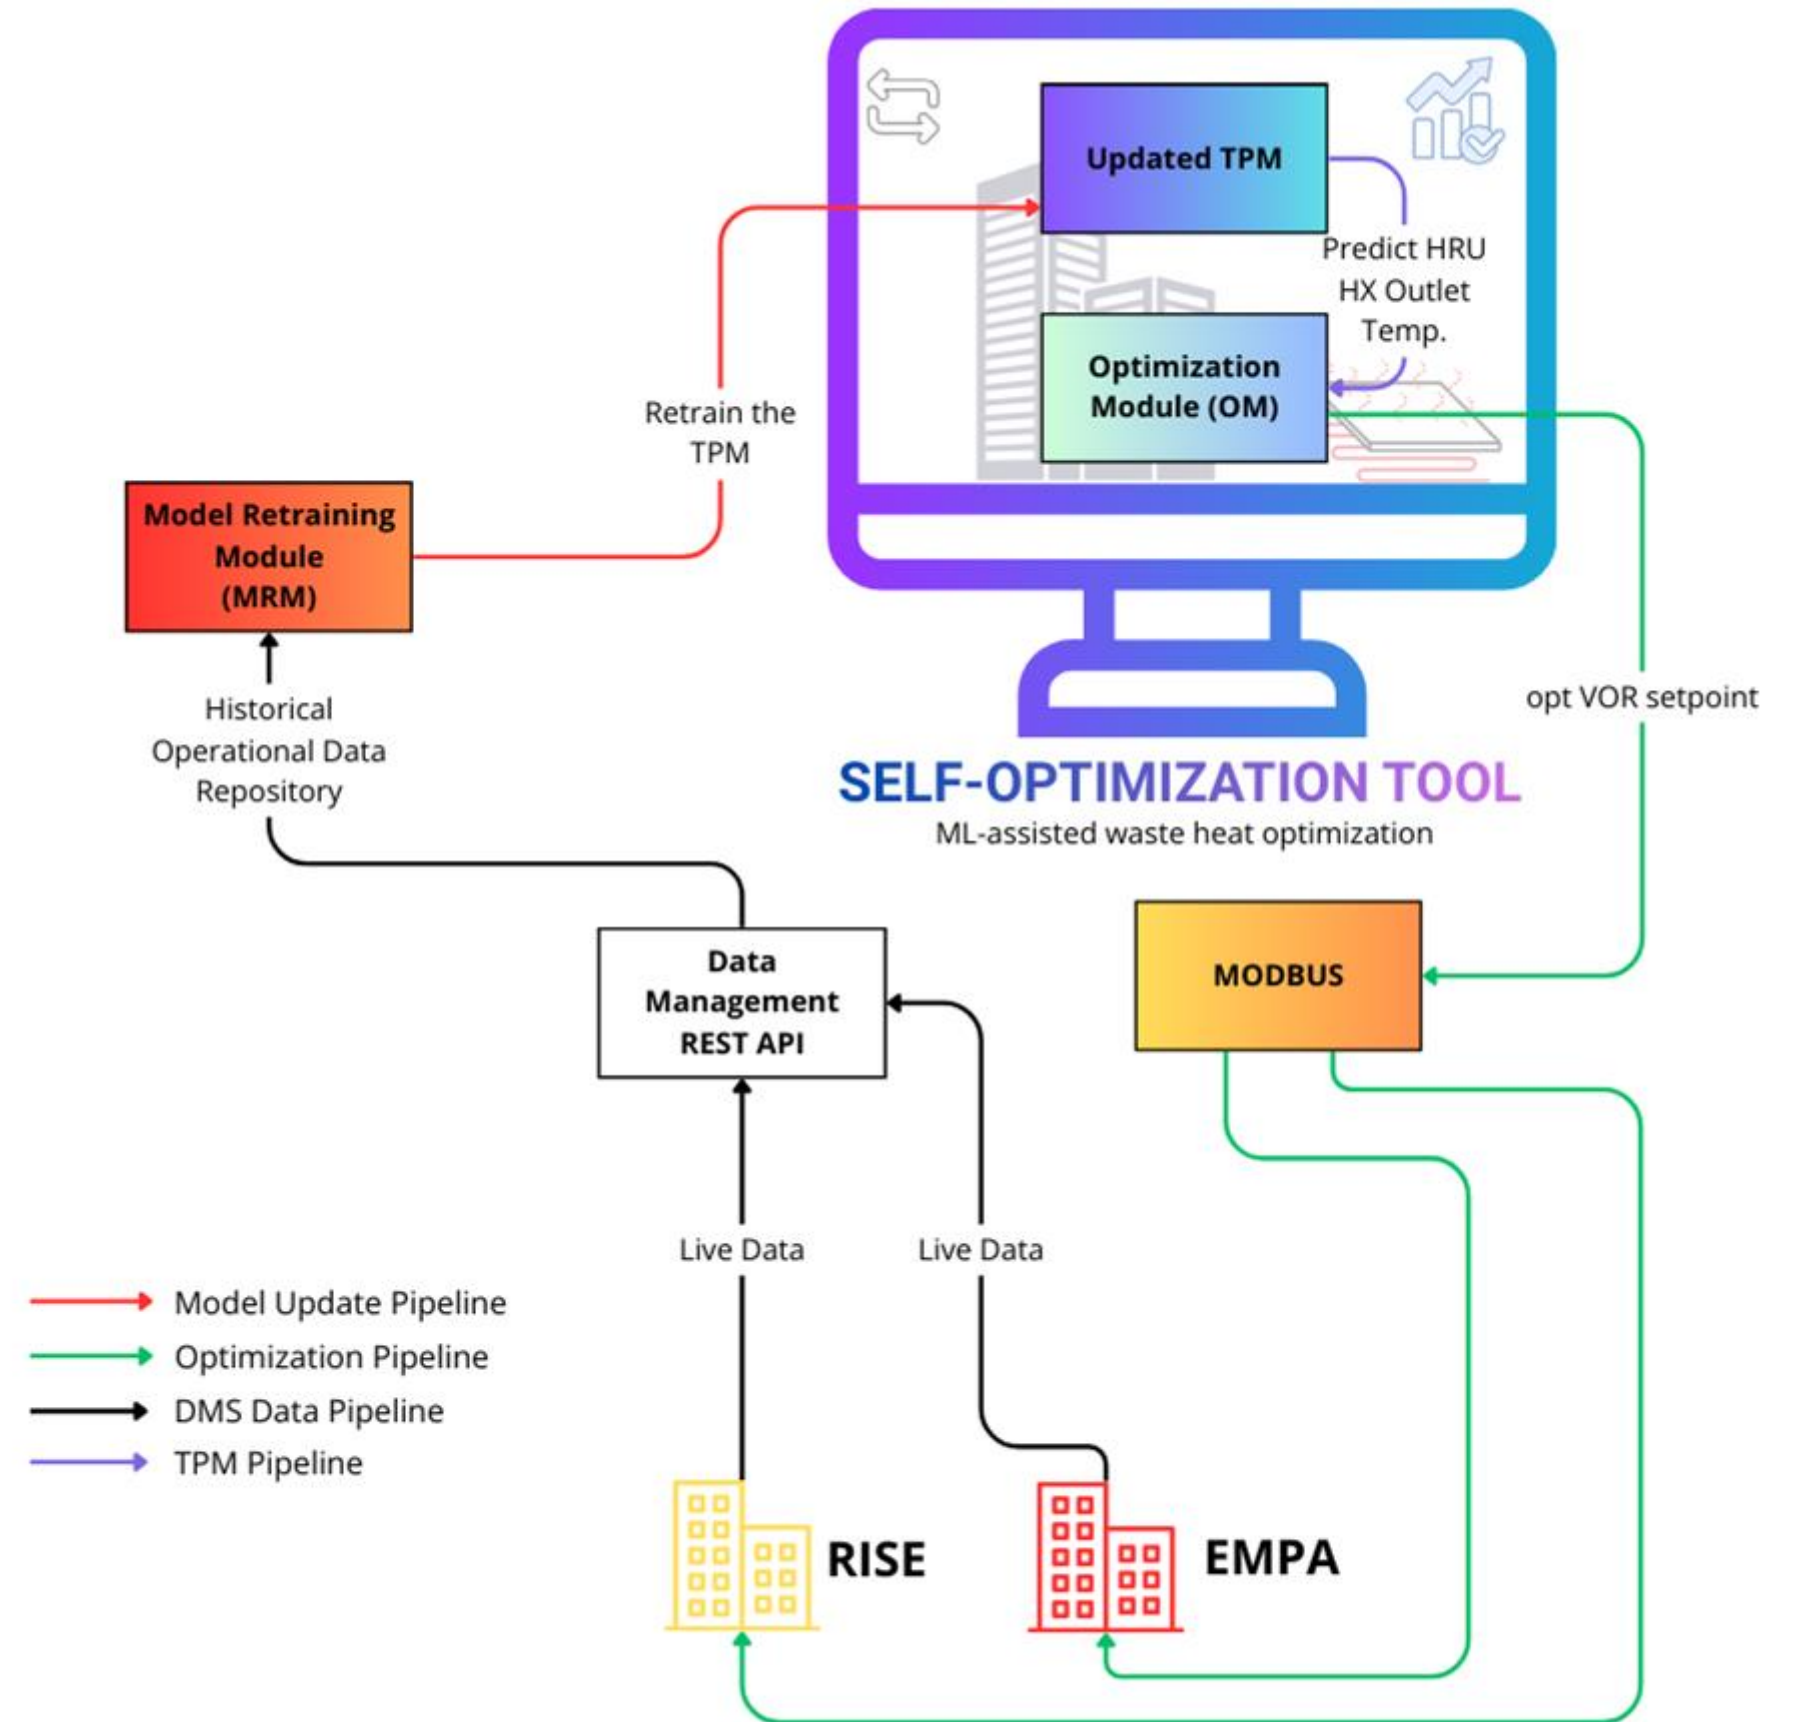 Updated TPM
Predict HRU
HX Outlet
Temp.
Optimization
Module (OM)
Retrain the
TPM
Model Retraining
Module
(MRM)
Historical
Operational Data
Repository
opt VOR setpoint
SELF-OPTIMIZATION TOOL
ML-assisted waste heat optimization
Data
Management
REST API
MODBUS
Live Data
Live Data
Model Update Pipeline
Optimization Pipeline
DMS Data Pipeline
TPM Pipeline
RISE
EMPA